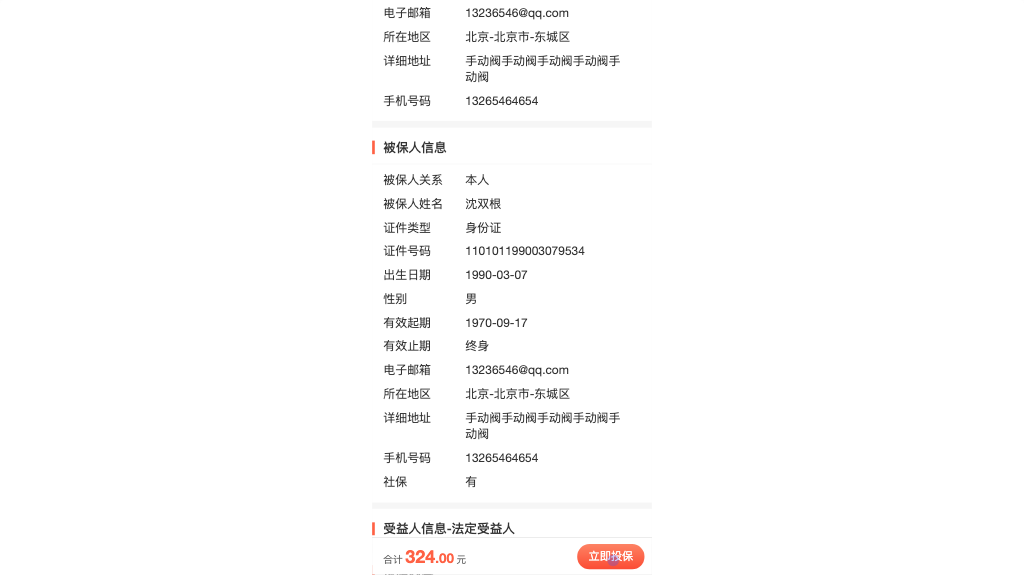 电子邮箱 13236546@qq.com
所在地区 北京-北京市-东城区
详细地址 手动阀手动阀手动阀手动阀手
动阀
手机号码 13265464654
被保人信息
被保人关系 本人
被保人姓名 沈双根
证件类型 身份证
证件号码 110101199003079534
出生日期 1990-03-07
性别 男
有效起期 1970-09-17
有效止期 终身
电子邮箱 13236546@qq.com
所在地区 北京-北京市-东城区
详细地址 手动阀手动阀手动阀手动阀手
动阀
手机号码 13265464654
社保 有
受益人信息-法定受益人
合计 324.00 元 立即投保